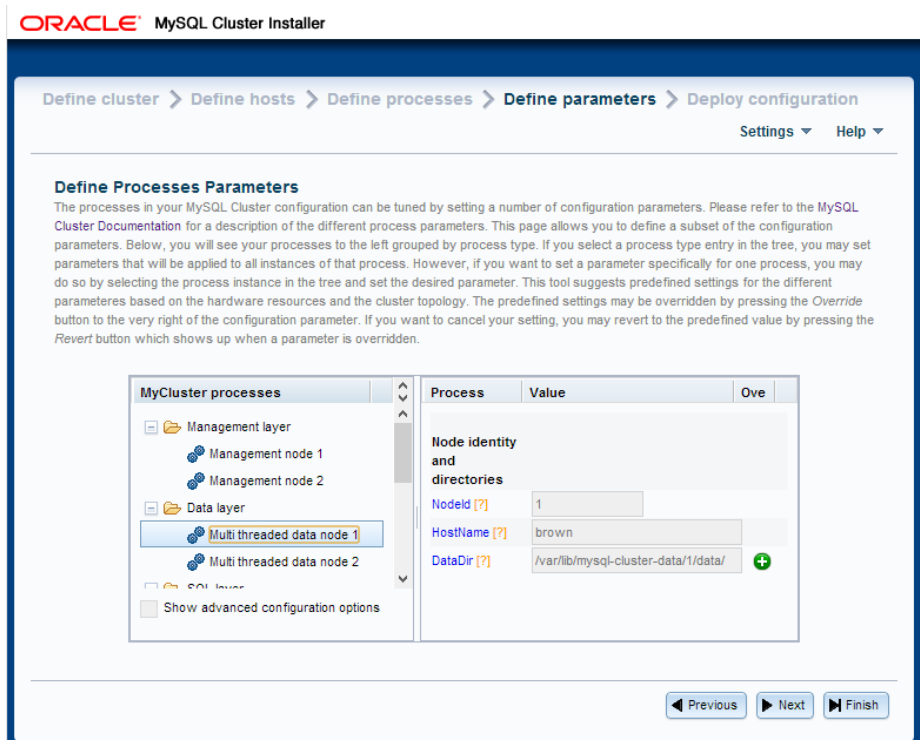 ORACLE® MySQL Cluster Installer
Define cluster > Define hosts > Define processes > Define parameters > Deploy configuration
Settings Help
Define Processes Parameters
The processes in your MySQL Cluster configuration can be tuned by setting a number of configuration parameters. Please refer to the MySQL
Cluster Documentation for a description of the different process parameters. This page allows you to define a subset of the configuration
parameters. Below, you will see your processes to the left grouped by process type. If you select a process type entry in the tree, you may set
parameters that will be applied to all instances of that process. However, if you want to set a parameter specifically for one process, you may
do so by selecting the process instance in the tree and set the desired parameter. This tool suggests predefined settings for the different
parameteres based on the hardware resources and the cluster topology. The predefined settings may be overridden by pressing the Override
button to the very right of the configuration parameter. If you want to cancel your setting, you may revert to the predefined value by pressing the
Revert button which shows up when a parameter is overridden.
MyCluster processes
Management layer
Management node 1
Management node 2
Data layer
Multi threaded data node 1
Multi threaded data node 2
SQL layer
Show advanced configuration options
Process Value Ove
Node identity
and
directories
NodeId [?] 1
HostName [?] brown
DataDir [?] /var/lib/mysql-cluster-data/1/data/
Previous Next Finish